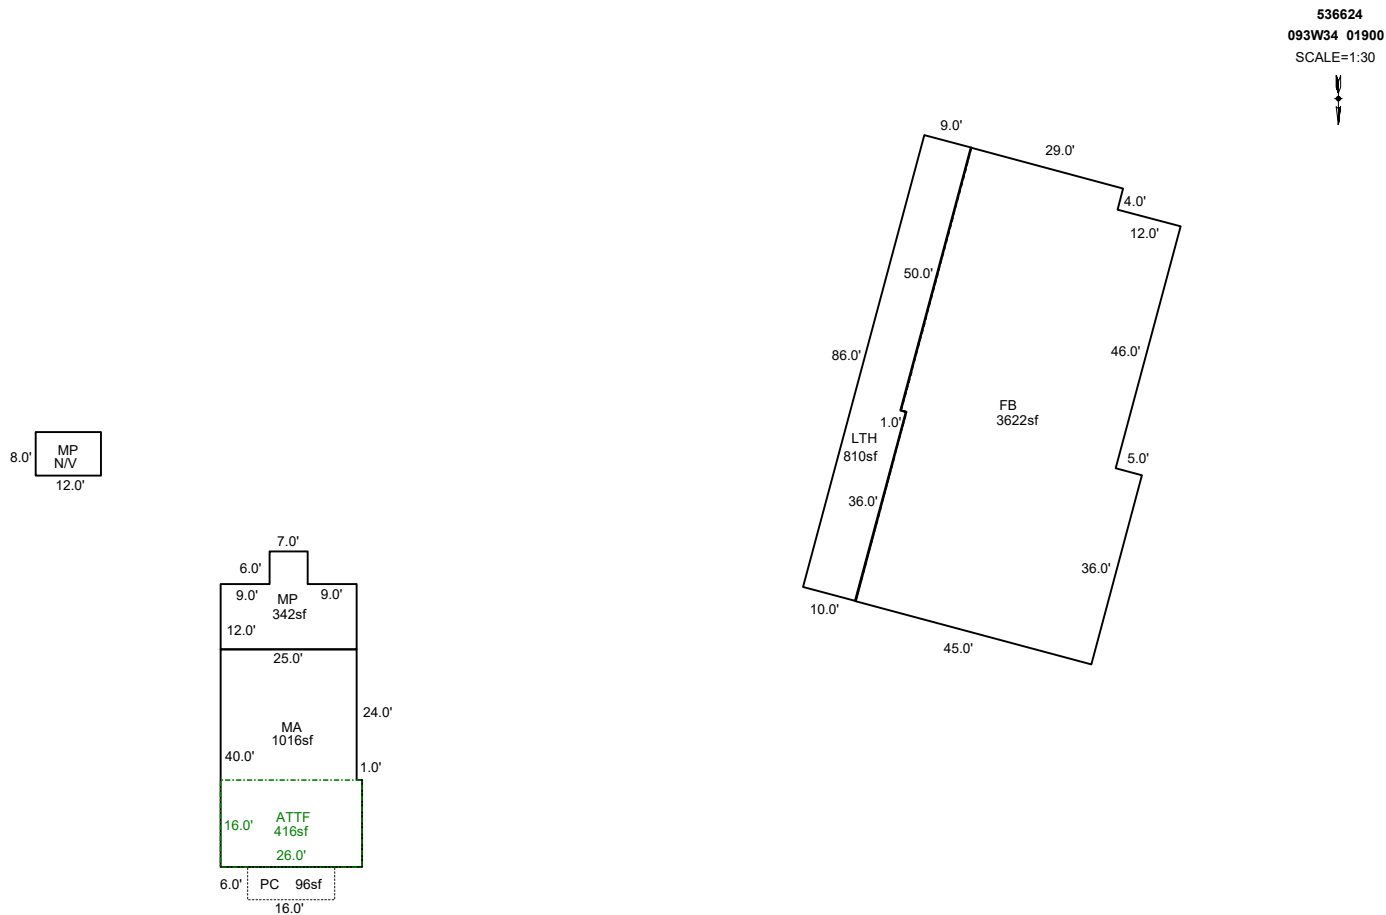 536624
093W34 01900
SCALE=1:30
9.0'
29.0'
4.0'
12.0'
50.0'
46.0'
86.0'
FB
3622sf
1.0'
LTH
810sf
5.0'
36.0'
36.0'
10.0'
45.0'
8.0'
MP
N/V
12.0'
7.0'
6.0'
9.0'
9.0'
MP
342sf
12.0'
25.0'
24.0'
MA
1016sf
40.0'
1.0'
ATTF
416sf
16.0'
26.0'
6.0'
PC 96sf
16.0'